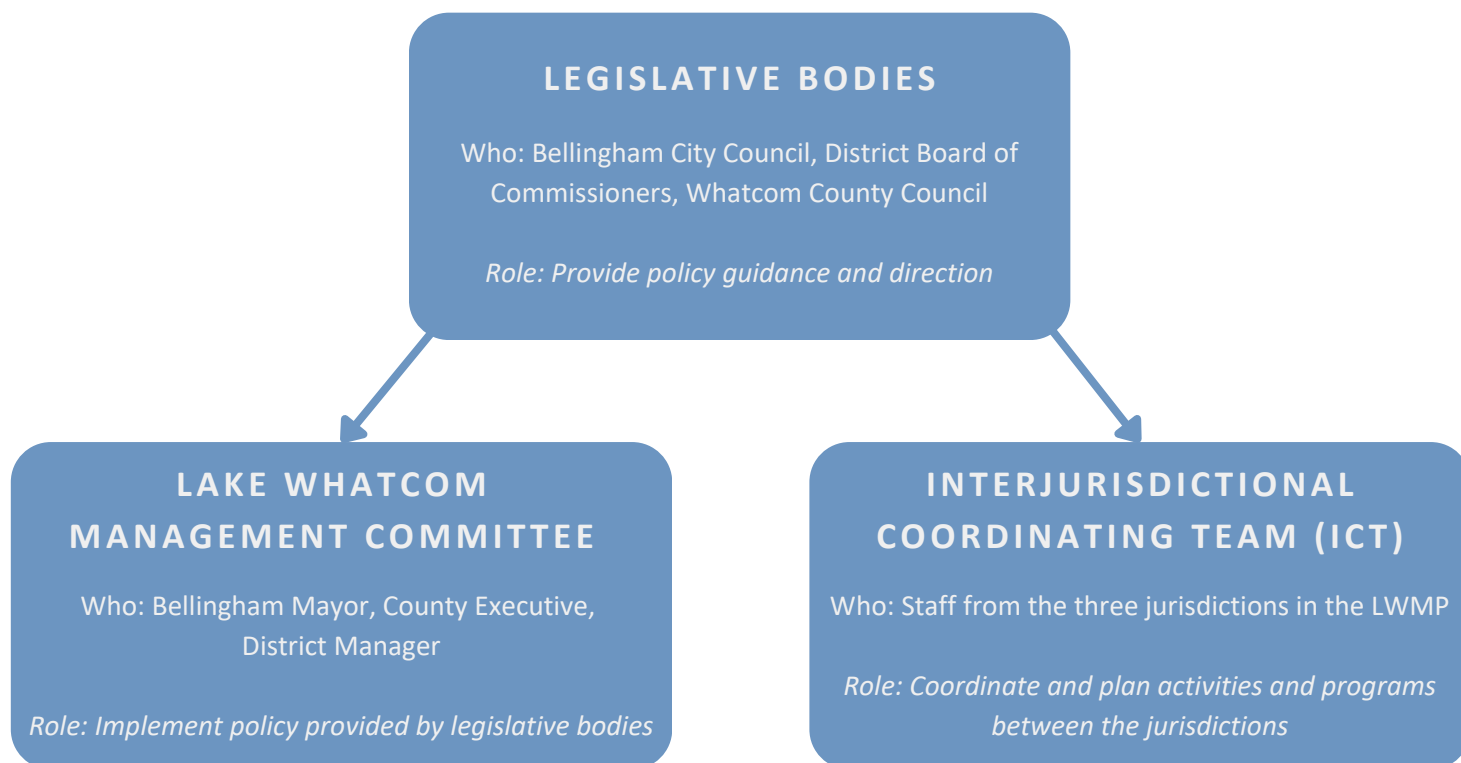 LEGISLATIVE BODIES
Who: Bellingham City Council, District Board of
Commissioners, Whatcom County Council
Role: Provide policy guidance and direction
LAKE WHATCOM
MANAGEMENT COMMITTEE
Who: Bellingham Mayor, County Executive,
District Manager
Role: Implement policy provided by legislative bodies
INTERJURISDICTIONAL
COORDINATING TEAM (ICT)
Who: Staff from the three jurisdictions in the LWMP
Role: Coordinate and plan activities and programs
between the jurisdictions